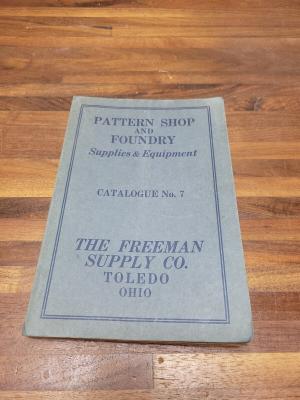 PATTERN SHOP
AND
FOUNDRY
Supplies & Equipment
CATALOGUE No. 7
THE FREEMAN
SUPPLY CO.
TOLEDO
OHIO